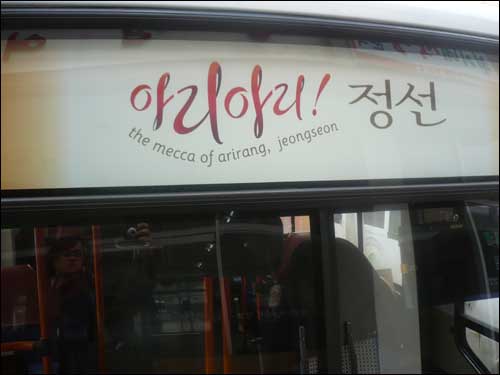 아리아리! 정선
the mecca of arirang, jeongseon